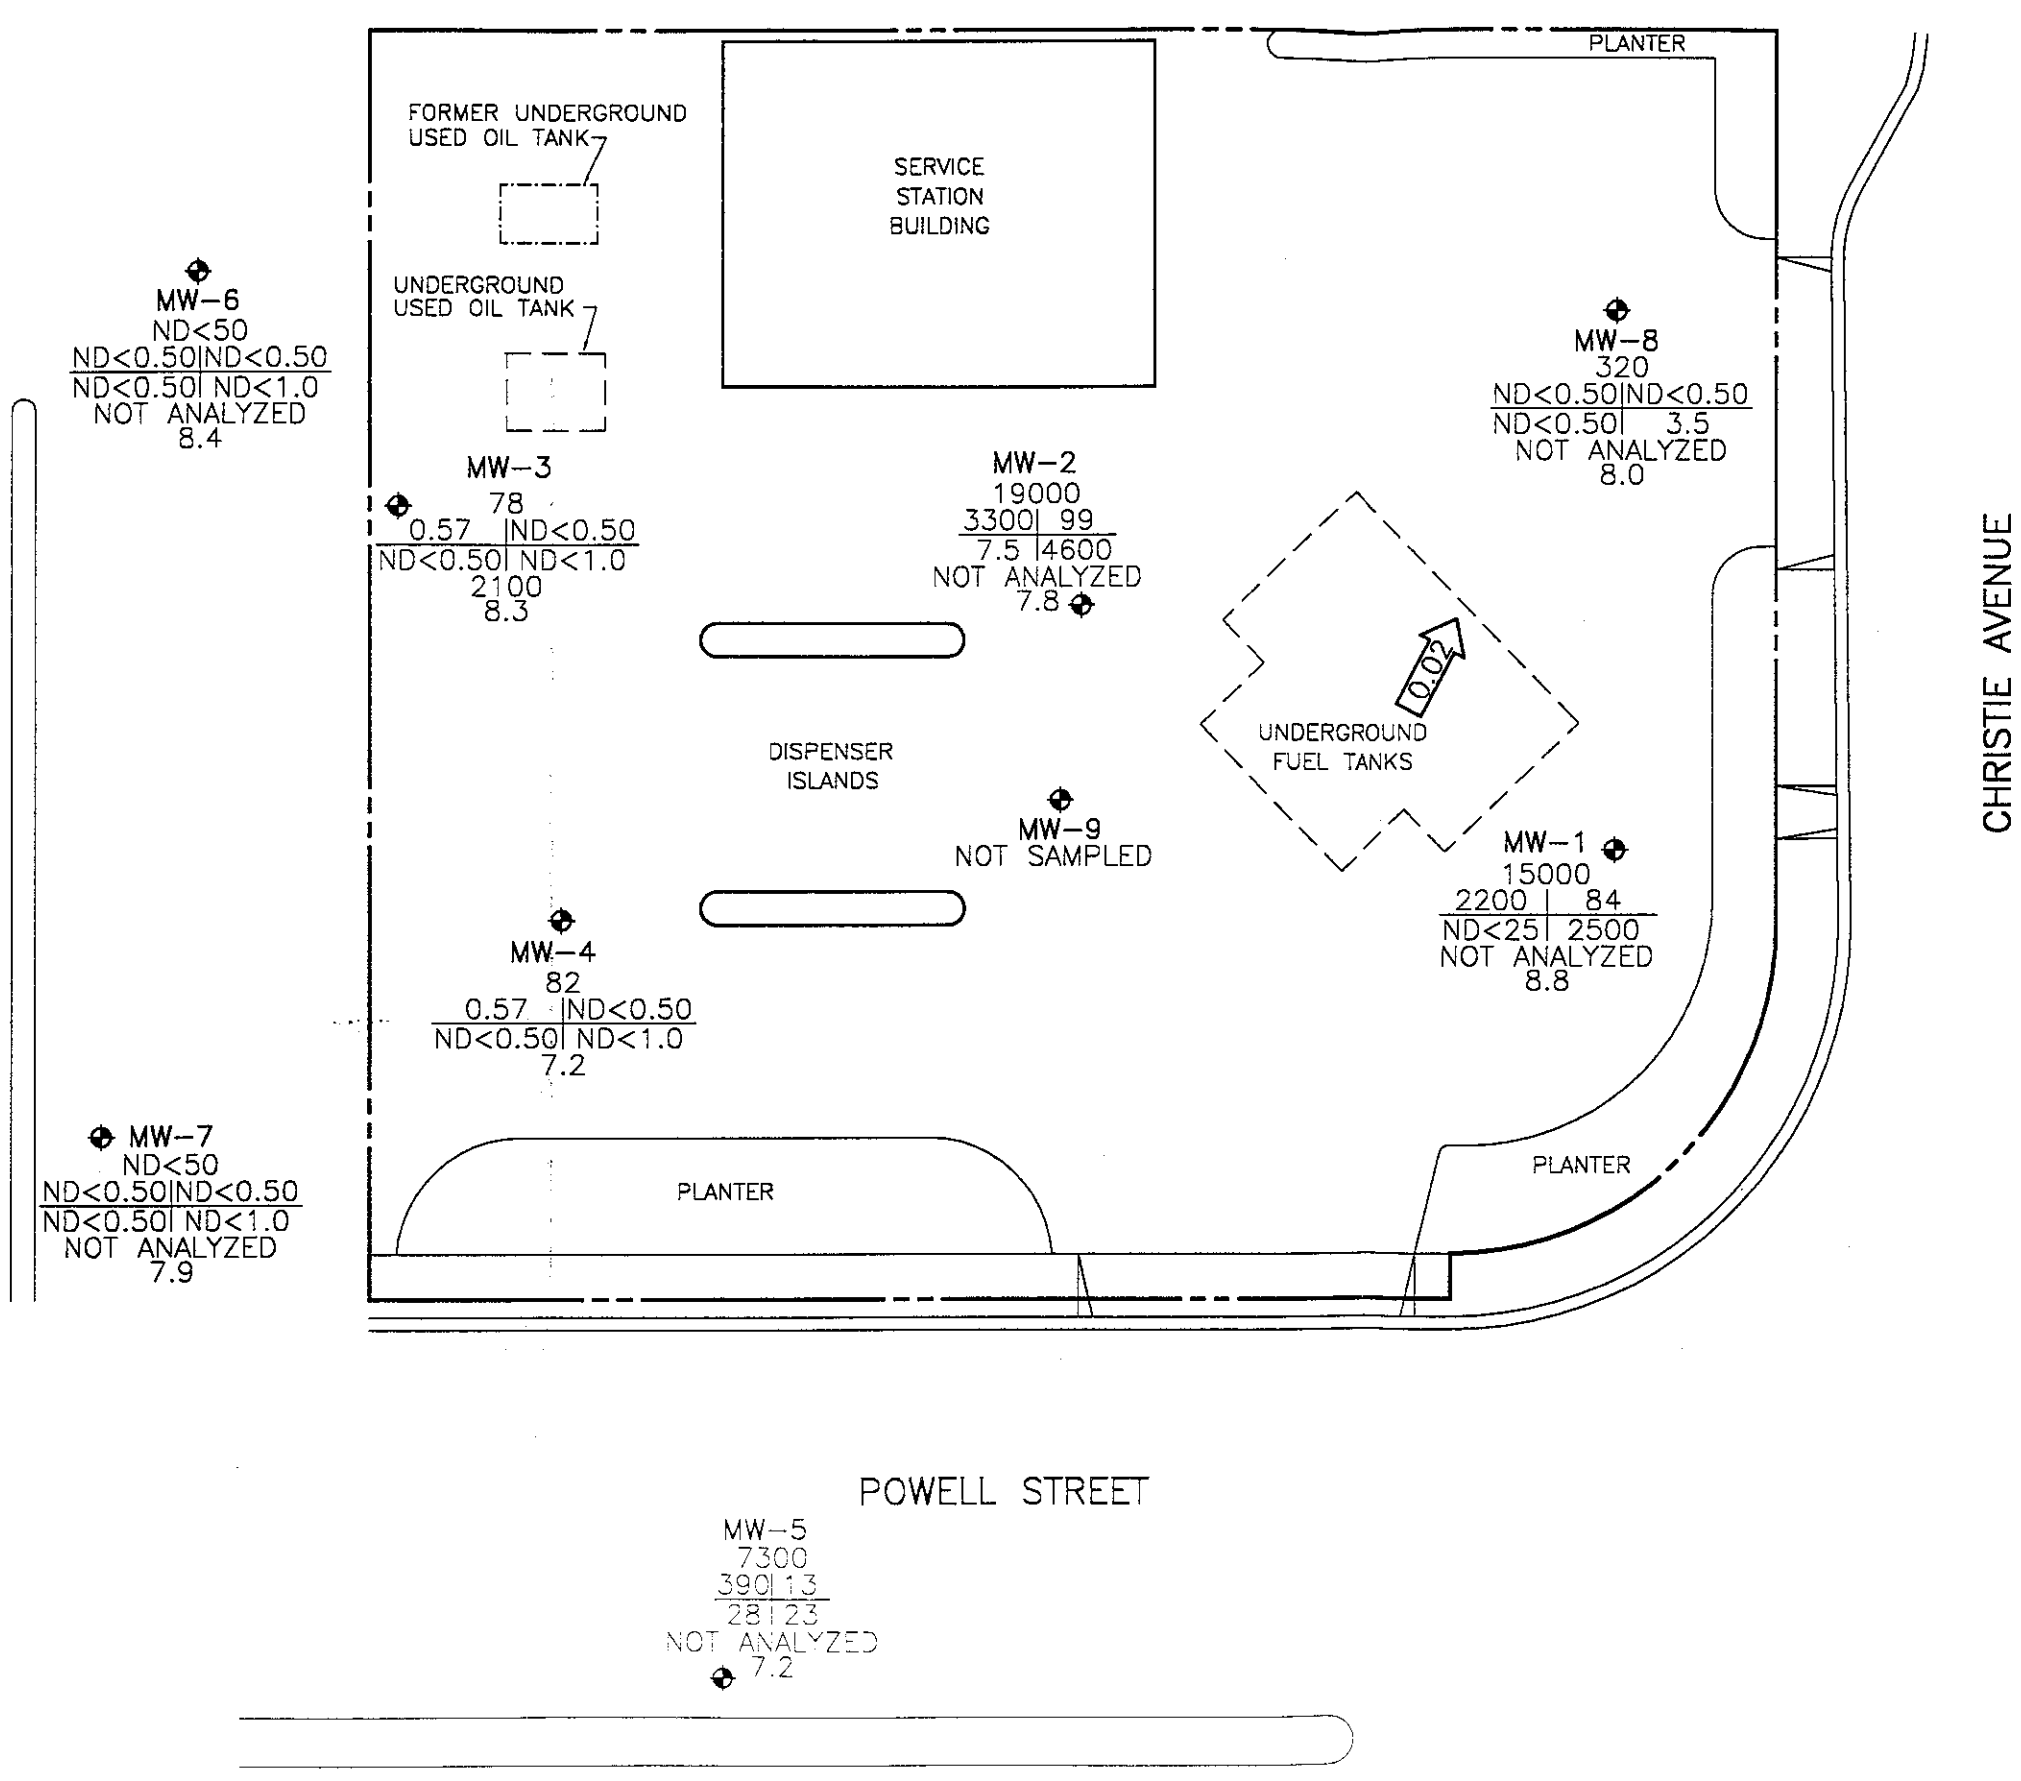 PLANTER
FORMER UNDERGROUND
USED OIL TANK
SERVICE
STATION
BUILDING
UNDERGROUND
USED OIL TANK
MW-6
ND<50
ND<0.50|ND<0.50
ND<0.50|ND<1.0
NOT ANALYZED
8.4
MW-8
320
ND<0.50|ND<0.50
ND<0.50| 3.5
NOT ANALYZED
8.0
MW-3
78
0.57 |ND<0.50
ND<0.50|ND<1.0
2100
8.3
MW-2
19000
3300| 99
7.5 |4600
NOT ANALYZED
7.8
0.02
UNDERGROUND
FUEL TANKS
CHRISTIE AVENUE
DISPENSER
ISLANDS
MW-9
NOT SAMPLED
MW-1
15000
2200 | 84
ND<25| 2500
NOT ANALYZED
8.8
MW-4
82
0.57 |ND<0.50
ND<0.50|ND<1.0
7.2
MW-7
ND<50
ND<0.50|ND<0.50
ND<0.50|ND<1.0
NOT ANALYZED
7.9
PLANTER
PLANTER
POWELL STREET
MW-5
7300
390|13
28|23
NOT ANALYZED
7.2